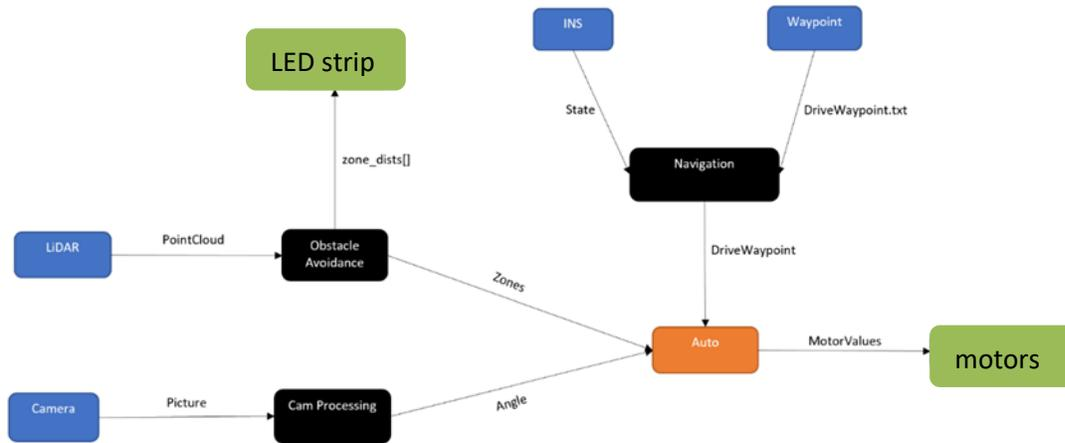 INS
Waypoint
LED strip
State
DriveWaypoint.txt
zone_dists[]
Navigation
LiDAR
PointCloud
Obstacle
Avoidance
DriveWaypoint
Zones
Auto
MotorValues
motors
Camera
Picture
Cam Processing
Angle